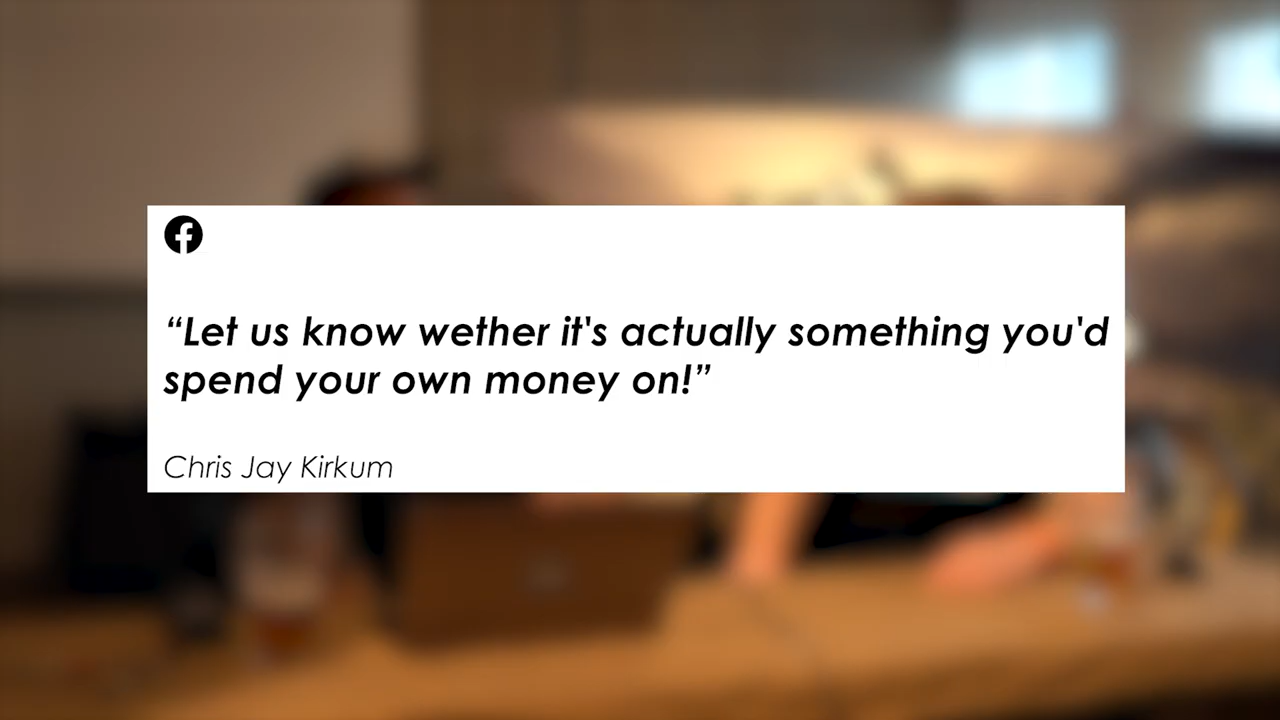 “Let us know wether it's actually something you'd
spend your own money on!”
Chris Jay Kirkum